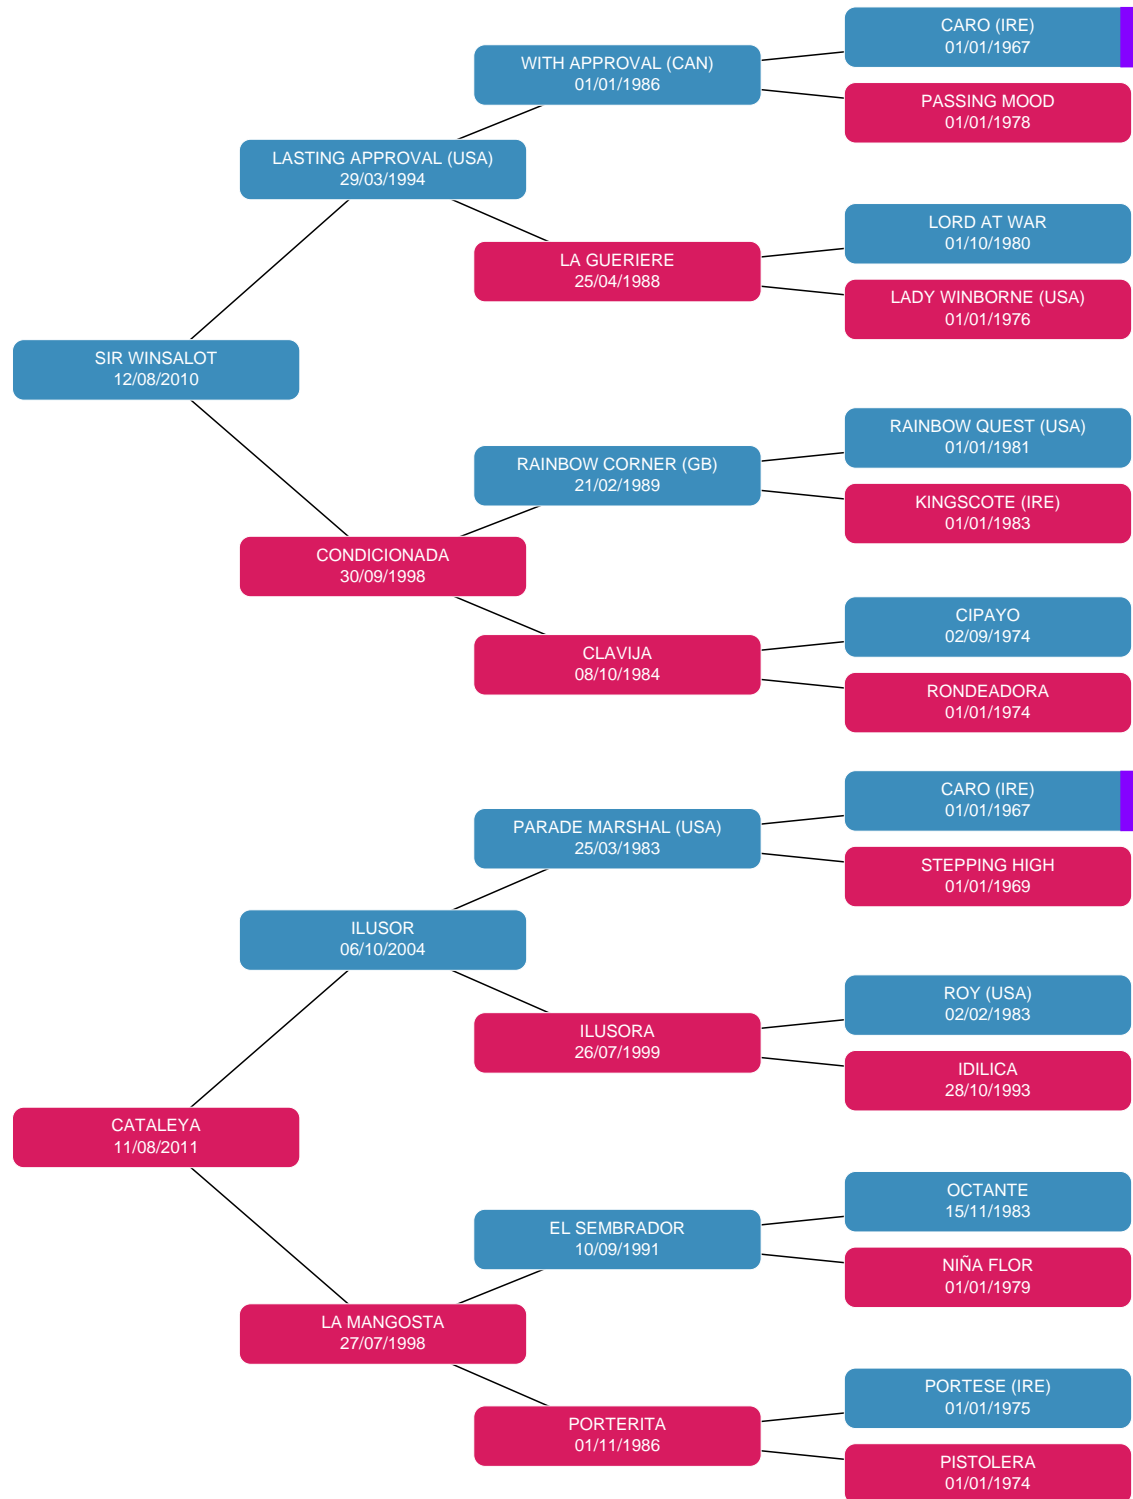 CARO (IRE)
01/01/1967
WITH APPROVAL (CAN)
01/01/1986
PASSING MOOD
01/01/1978
LASTING APPROVAL (USA)
29/03/1994
LORD AT WAR
01/10/1980
LA GUERIERE
25/04/1988
LADY WINBORNE (USA)
01/01/1976
SIR WINSALOT
12/08/2010
RAINBOW QUEST (USA)
01/01/1981
RAINBOW CORNER (GB)
21/02/1989
KINGSCOTE (IRE)
01/01/1983
CONDICIONADA
30/09/1998
CIPAYO
02/09/1974
CLAVIJA
08/10/1984
RONDEADORA
01/01/1974
CARO (IRE)
01/01/1967
PARADE MARSHAL (USA)
25/03/1983
STEPPING HIGH
01/01/1969
ILUSOR
06/10/2004
ROY (USA)
02/02/1983
ILUSORA
26/07/1999
IDILICA
28/10/1993
CATALEYA
11/08/2011
OCTANTE
15/11/1983
EL SEMBRADOR
10/09/1991
NIÑA FLOR
01/01/1979
LA MANGOSTA
27/07/1998
PORTESE (IRE)
01/01/1975
PORTERITA
01/11/1986
PISTOLERA
01/01/1974